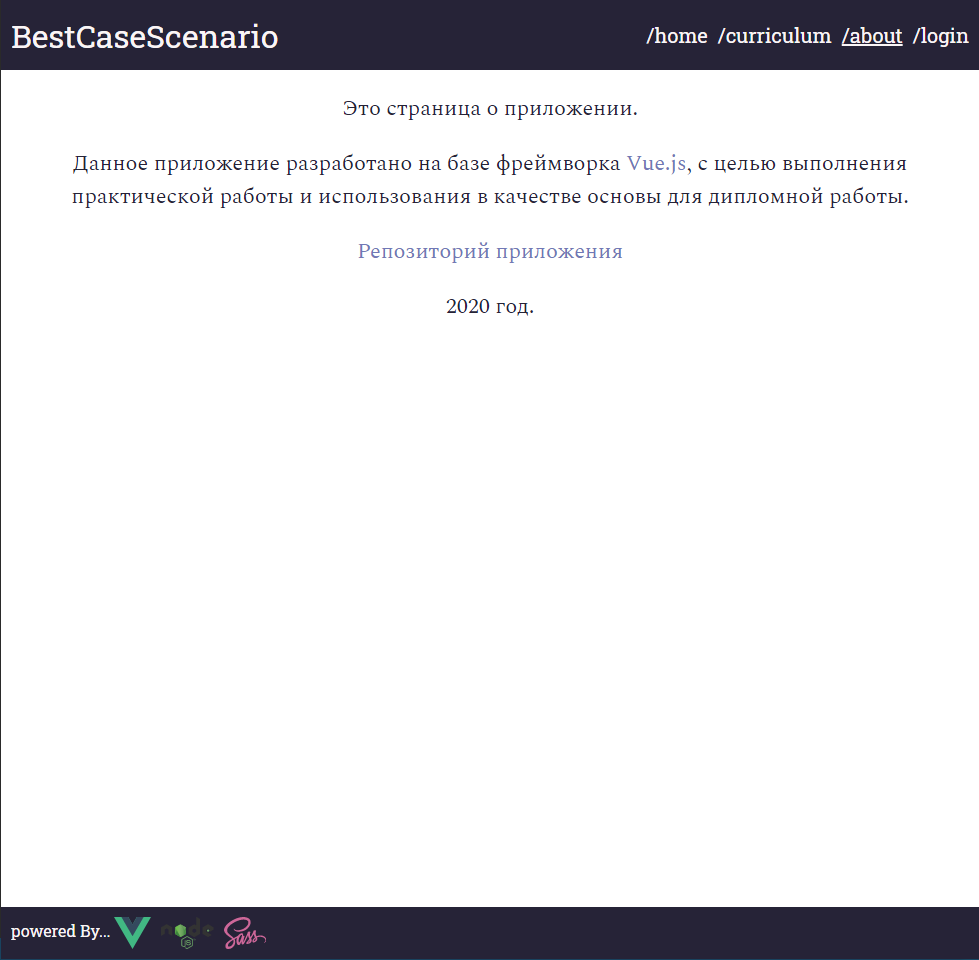 BestCaseScenario
/home /curriculum /about /login
Это страница о приложении.
Данное приложение разработано на базе фреймворка Vue.js, с целью выполнения
практической работы и использования в качестве основы для дипломной работы.
Репозиторий приложения
2020 год.
powered By... node JS Sass